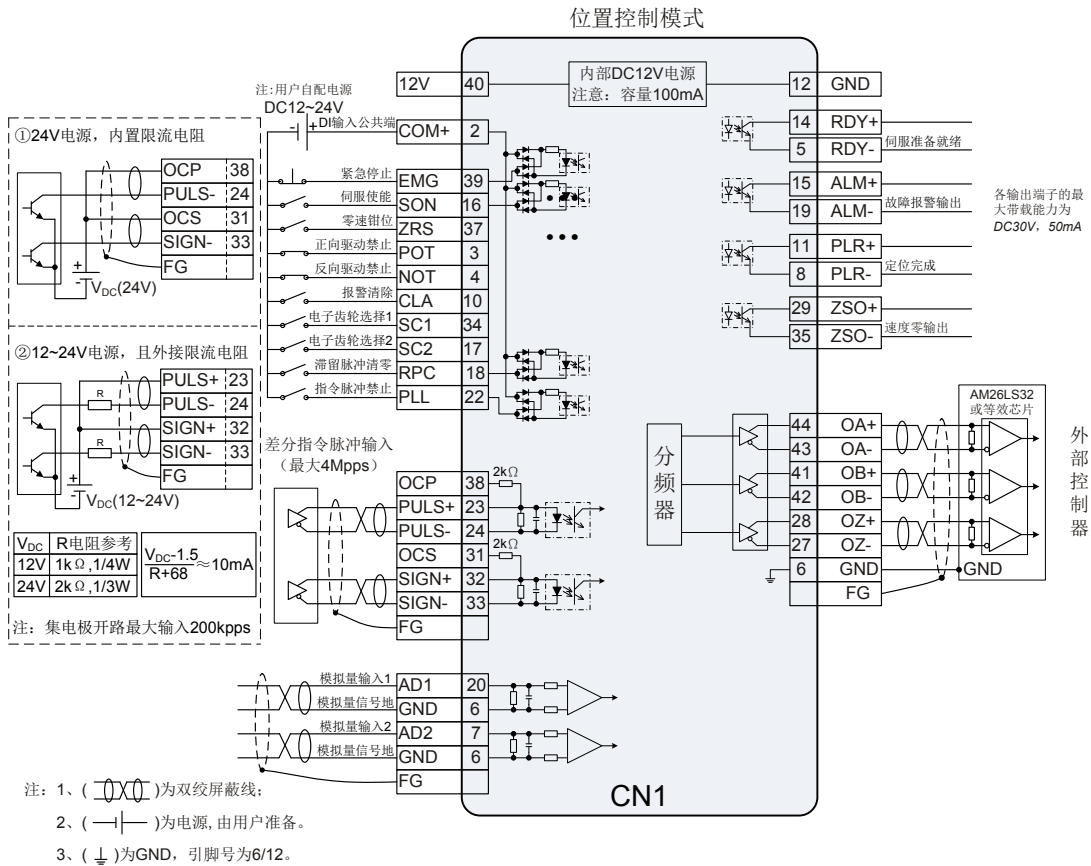 位置控制模式
12V 40
内部DC12V电源
注意：容量100mA
12 GND
注:用户自配电源
DC12~24V
- + DI输入公共端 COM+ 2
紧急停止 EMG 39
伺服使能 SON 16
零速钳位 ZRS 37
正向驱动禁止 POT 3
反向驱动禁止 NOT 4
报警清除 CLA 10
电子齿轮选择1 SC1 34
电子齿轮选择2 SC2 17
滞留脉冲清零 RPC 18
指令脉冲禁止 PLL 22
14 RDY+
5 RDY- 伺服准备就绪
15 ALM+
19 ALM- 故障报警输出
11 PLR+
8 PLR- 定位完成
29 ZSO+
35 ZSO- 速度零输出
各输出端子的最
大带载能力为
DC30V，50mA
①24V电源，内置限流电阻
OCP 38
PULS- 24
OCS 31
SIGN- 33
FG
+
-
VDC(24V)
②12~24V电源，且外接限流电阻
PULS+ 23
R PULS- 24
SIGN+ 32
R SIGN- 33
FG
+
-
VDC(12~24V)
VDC R电阻参考
12V 1kΩ,1/4W
24V 2kΩ,1/3W
VDC-1.5
R+68
≈10mA
注：集电极开路最大输入200kpps
差分指令脉冲输入
（最大4Mpps）
OCP 38 2kΩ
PULS+ 23
PULS- 24
OCS 31 2kΩ
SIGN+ 32
SIGN- 33
FG
分频器
44 OA+
43 OA-
41 OB+
42 OB-
28 OZ+
27 OZ-
6 GND
FG
AM26LS32
或等效芯片
GND
外部控制器
模拟量输入1 AD1 20
模拟量信号地 GND 6
模拟量输入2 AD2 7
模拟量信号地 GND 6
FG
CN1
注：1、( )为双绞屏蔽线；
2、( )为电源,由用户准备。
3、( )为GND，引脚号为6/12。